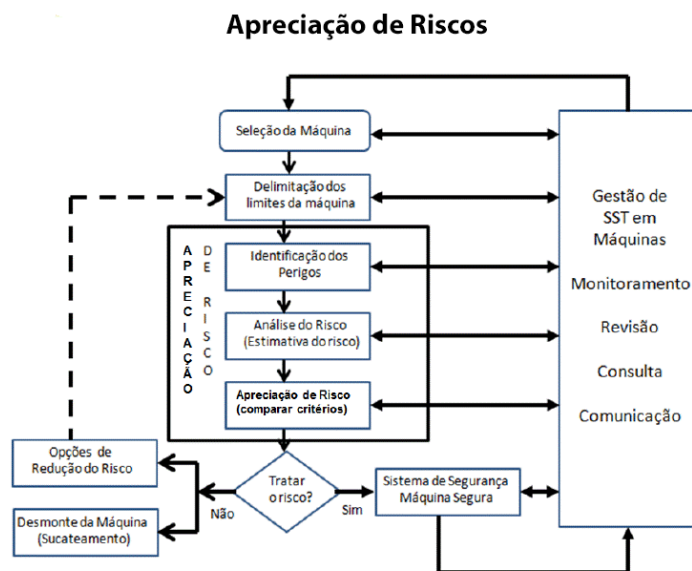 Apreciação de Riscos
Seleção da Máquina
Delimitação dos
limites da máquina
APRECIAÇÃO
DE RISCO
Identificação dos
Perigos
Análise do Risco
(Estimativa do risco)
Apreciação de Risco
(comparar critérios)
Tratar
o risco?
Não
Sim
Opções de
Redução do Risco
Desmonte da Máquina
(Sucateamento)
Sistema de Segurança
Máquina Segura
Gestão de
SST em
Máquinas
Monitoramento
Revisão
Consulta
Comunicação